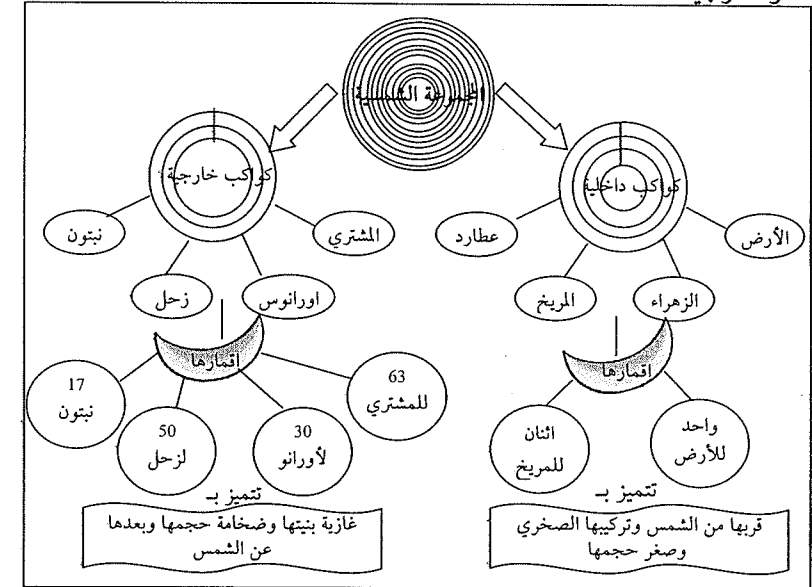 المجموعة الشمسية
كواكب داخلية
الأرض
الزهراء
المريخ
عطارد
اقمارها
واحد
للأرض
اثنان
للمريخ
تتميز بـ
قربها من الشمس وتركيبها الصخري
وصغر حجمها
كواكب خارجية
المشتري
اورانوس
زحل
نبتون
اقمارها
63
للمشتري
30
لأورانو
50
لزحل
17
نبتون
تتميز بـ
غازية بنيتها وضخامة حجمها وبعدها
عن الشمس